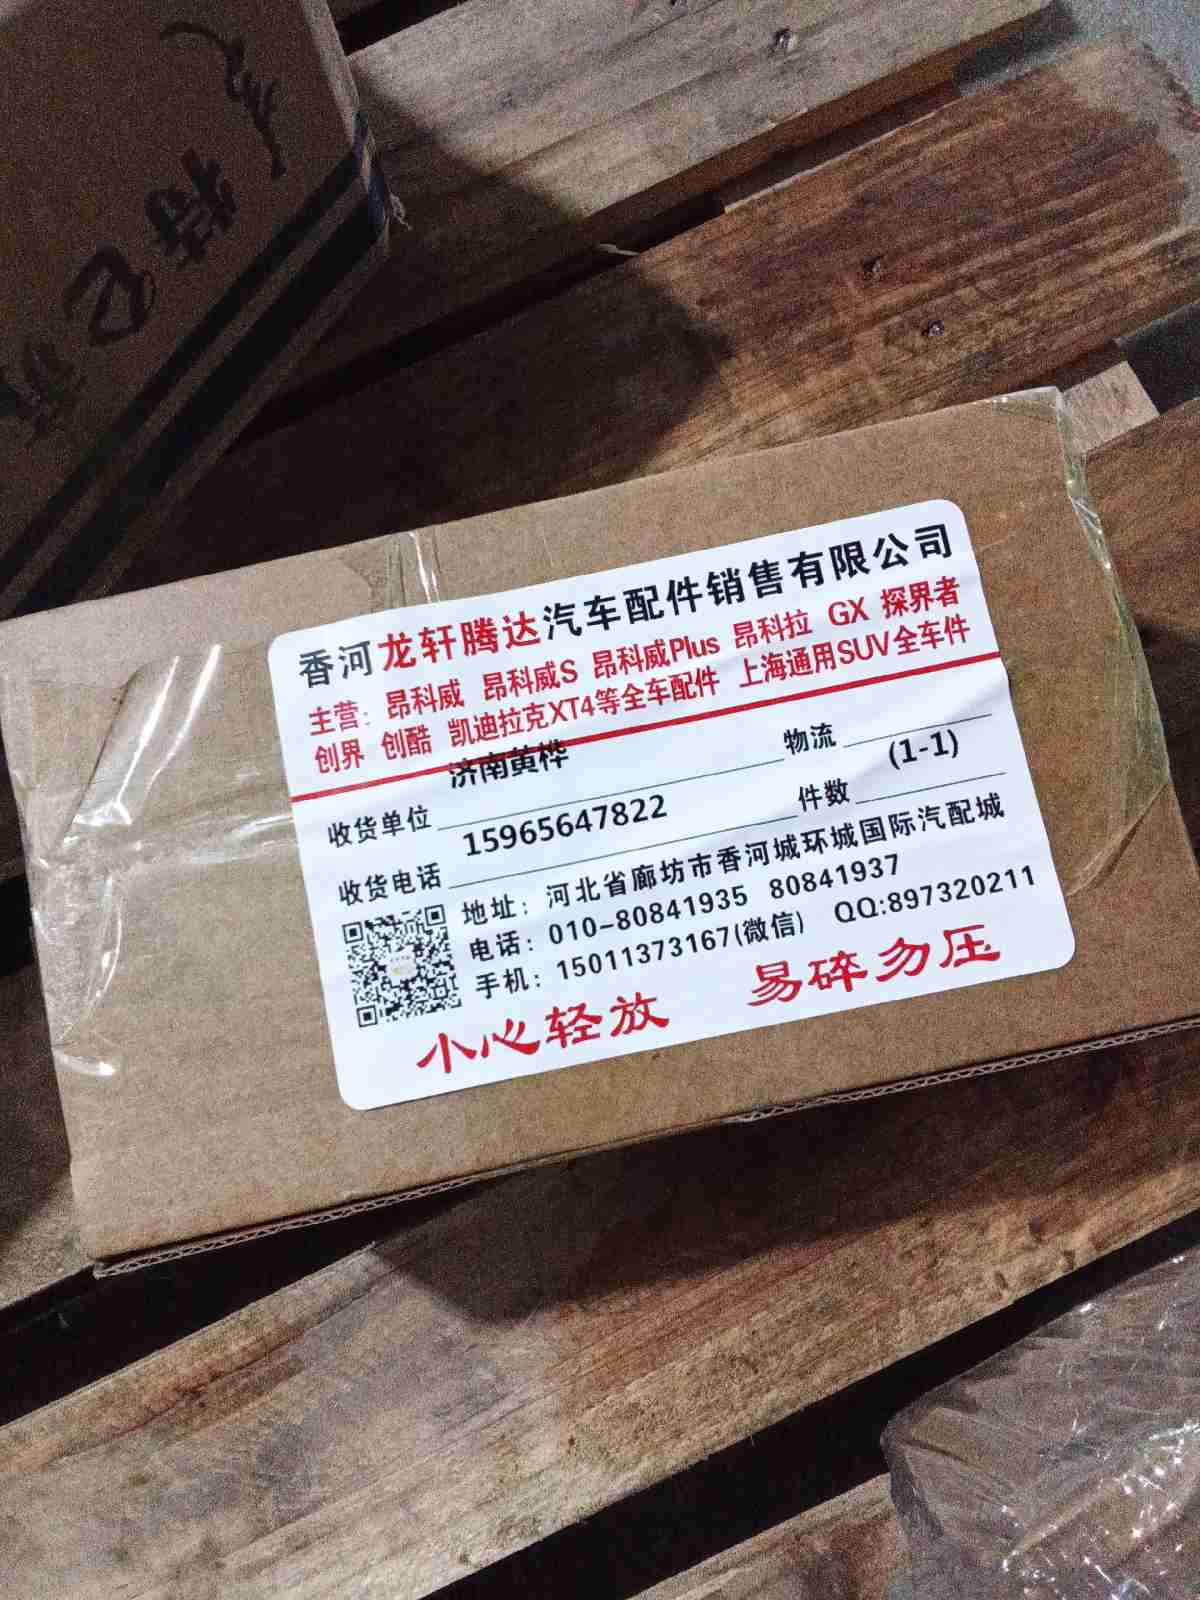 香河龙轩腾达汽车配件销售有限公司
主营：昂科威 昂科威S 昂科威Plus 昂科拉 GX 探界者
创界 创酷 凯迪拉克XT4等全车配件 上海通用SUV全车件
济南黄桦
收货单位 物流
15965647822 (1-1)
收货电话 件数
地址：河北省廊坊市香河城环城国际汽配城
电话：010-80841935 80841937
手机：15011373167(微信) QQ:897320211
小心轻放 易碎勿压